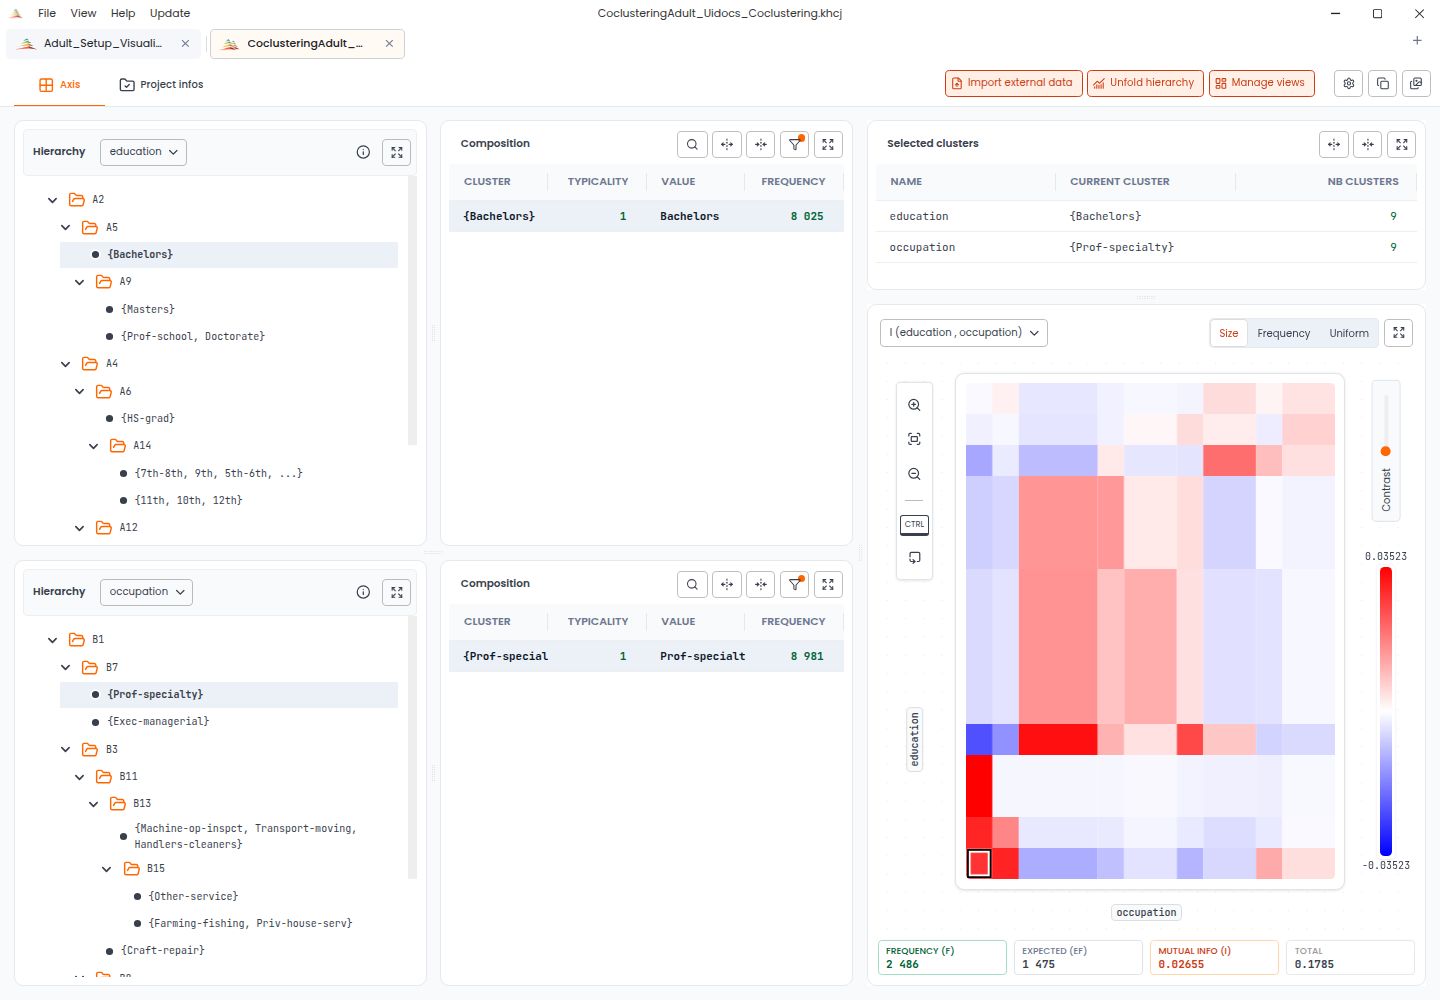 File View Help Update CoclusteringAdult_Uidocs_Coclustering.khcj
Adult_Setup_Visuali... CoclusteringAdult_...
Axis Project infos Import external data Unfold hierarchy Manage views
Hierarchy education
A2
A5
{Bachelors}
A9
{Masters}
{Prof-school, Doctorate}
A4
A6
{HS-grad}
A14
{7th-8th, 9th, 5th-6th, ...}
{11th, 10th, 12th}
A12
Composition
CLUSTER TYPICALITY VALUE FREQUENCY
{Bachelors} 1 Bachelors 8 025
Selected clusters
NAME CURRENT CLUSTER NB CLUSTERS
education {Bachelors} 9
occupation {Prof-specialty} 9
Hierarchy occupation
B1
B7
{Prof-specialty}
{Exec-managerial}
B3
B11
B13
{Machine-op-inspct, Transport-moving,
Handlers-cleaners}
B15
{Other-service}
{Farming-fishing, Priv-house-serv}
{Craft-repair}
Composition
CLUSTER TYPICALITY VALUE FREQUENCY
{Prof-special 1 Prof-specialt 8 981
I (education , occupation) Size Frequency Uniform
CTRL
Contrast
0.03523
-0.03523
education
occupation
FREQUENCY (F) EXPECTED (EF) MUTUAL INFO (I) TOTAL
2 486 1 475 0.02655 0.1785